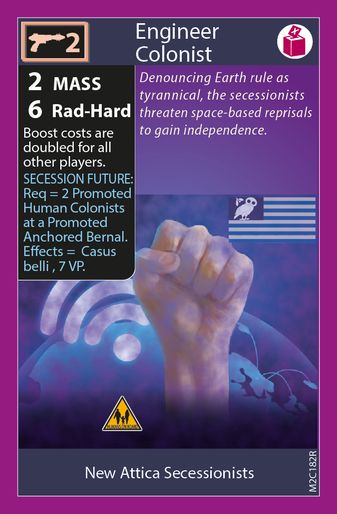 2
Engineer
Colonist
2 MASS
6 Rad-Hard
Boost costs are
doubled for all
other players.
SECESSION FUTURE:
Req = 2 Promoted
Human Colonists
at a Promoted
Anchored Bernal.
Effects = Casus
belli , 7 VP.
Denouncing Earth rule as
tyrannical, the secessionists
threaten space-based reprisals
to gain independence.
New Attica Secessionists
M2C182R